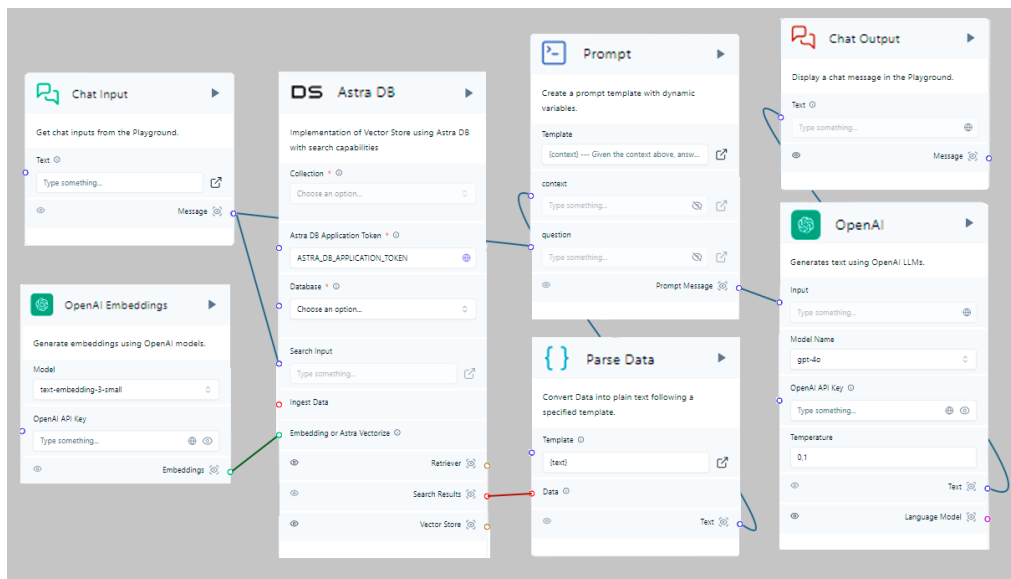 Chat Input
Get chat inputs from the Playground.
Text
Type something...
Message
OpenAI Embeddings
Generate embeddings using OpenAI models.
Model
text-embedding-3-small
OpenAI API Key
Type something...
Embeddings
DS Astra DB
Implementation of Vector Store using Astra DB
with search capabilities
Collection *
Choose an option...
Astra DB Application Token *
ASTRA_DB_APPLICATION_TOKEN
Database *
Choose an option...
Search Input
Type something...
Ingest Data
Embedding or Astra Vectorize
Retriever
Search Results
Vector Store
Prompt
Create a prompt template with dynamic
variables.
Template
{context} --- Given the context above, answ...
context
Type something...
question
Type something...
Prompt Message
{ } Parse Data
Convert Data into plain text following a
specified template.
Template
{text}
Data
Text
Chat Output
Display a chat message in the Playground.
Text
Type something...
Message
OpenAI
Generates text using OpenAI LLMs.
Input
Type something...
Model Name
gpt-4o
OpenAI API Key
Type something...
Temperature
0,1
Text
Language Model